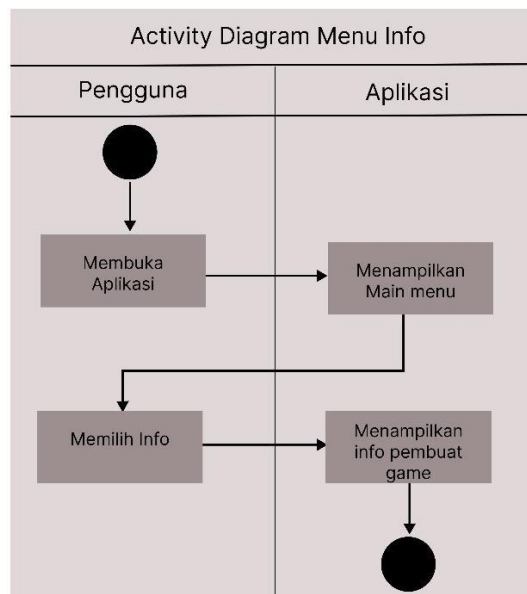 Activity Diagram Menu Info
Pengguna
Aplikasi
Membuka
Aplikasi
Menampilkan
Main menu
Memilih Info
Menampilkan
info pembuat
game